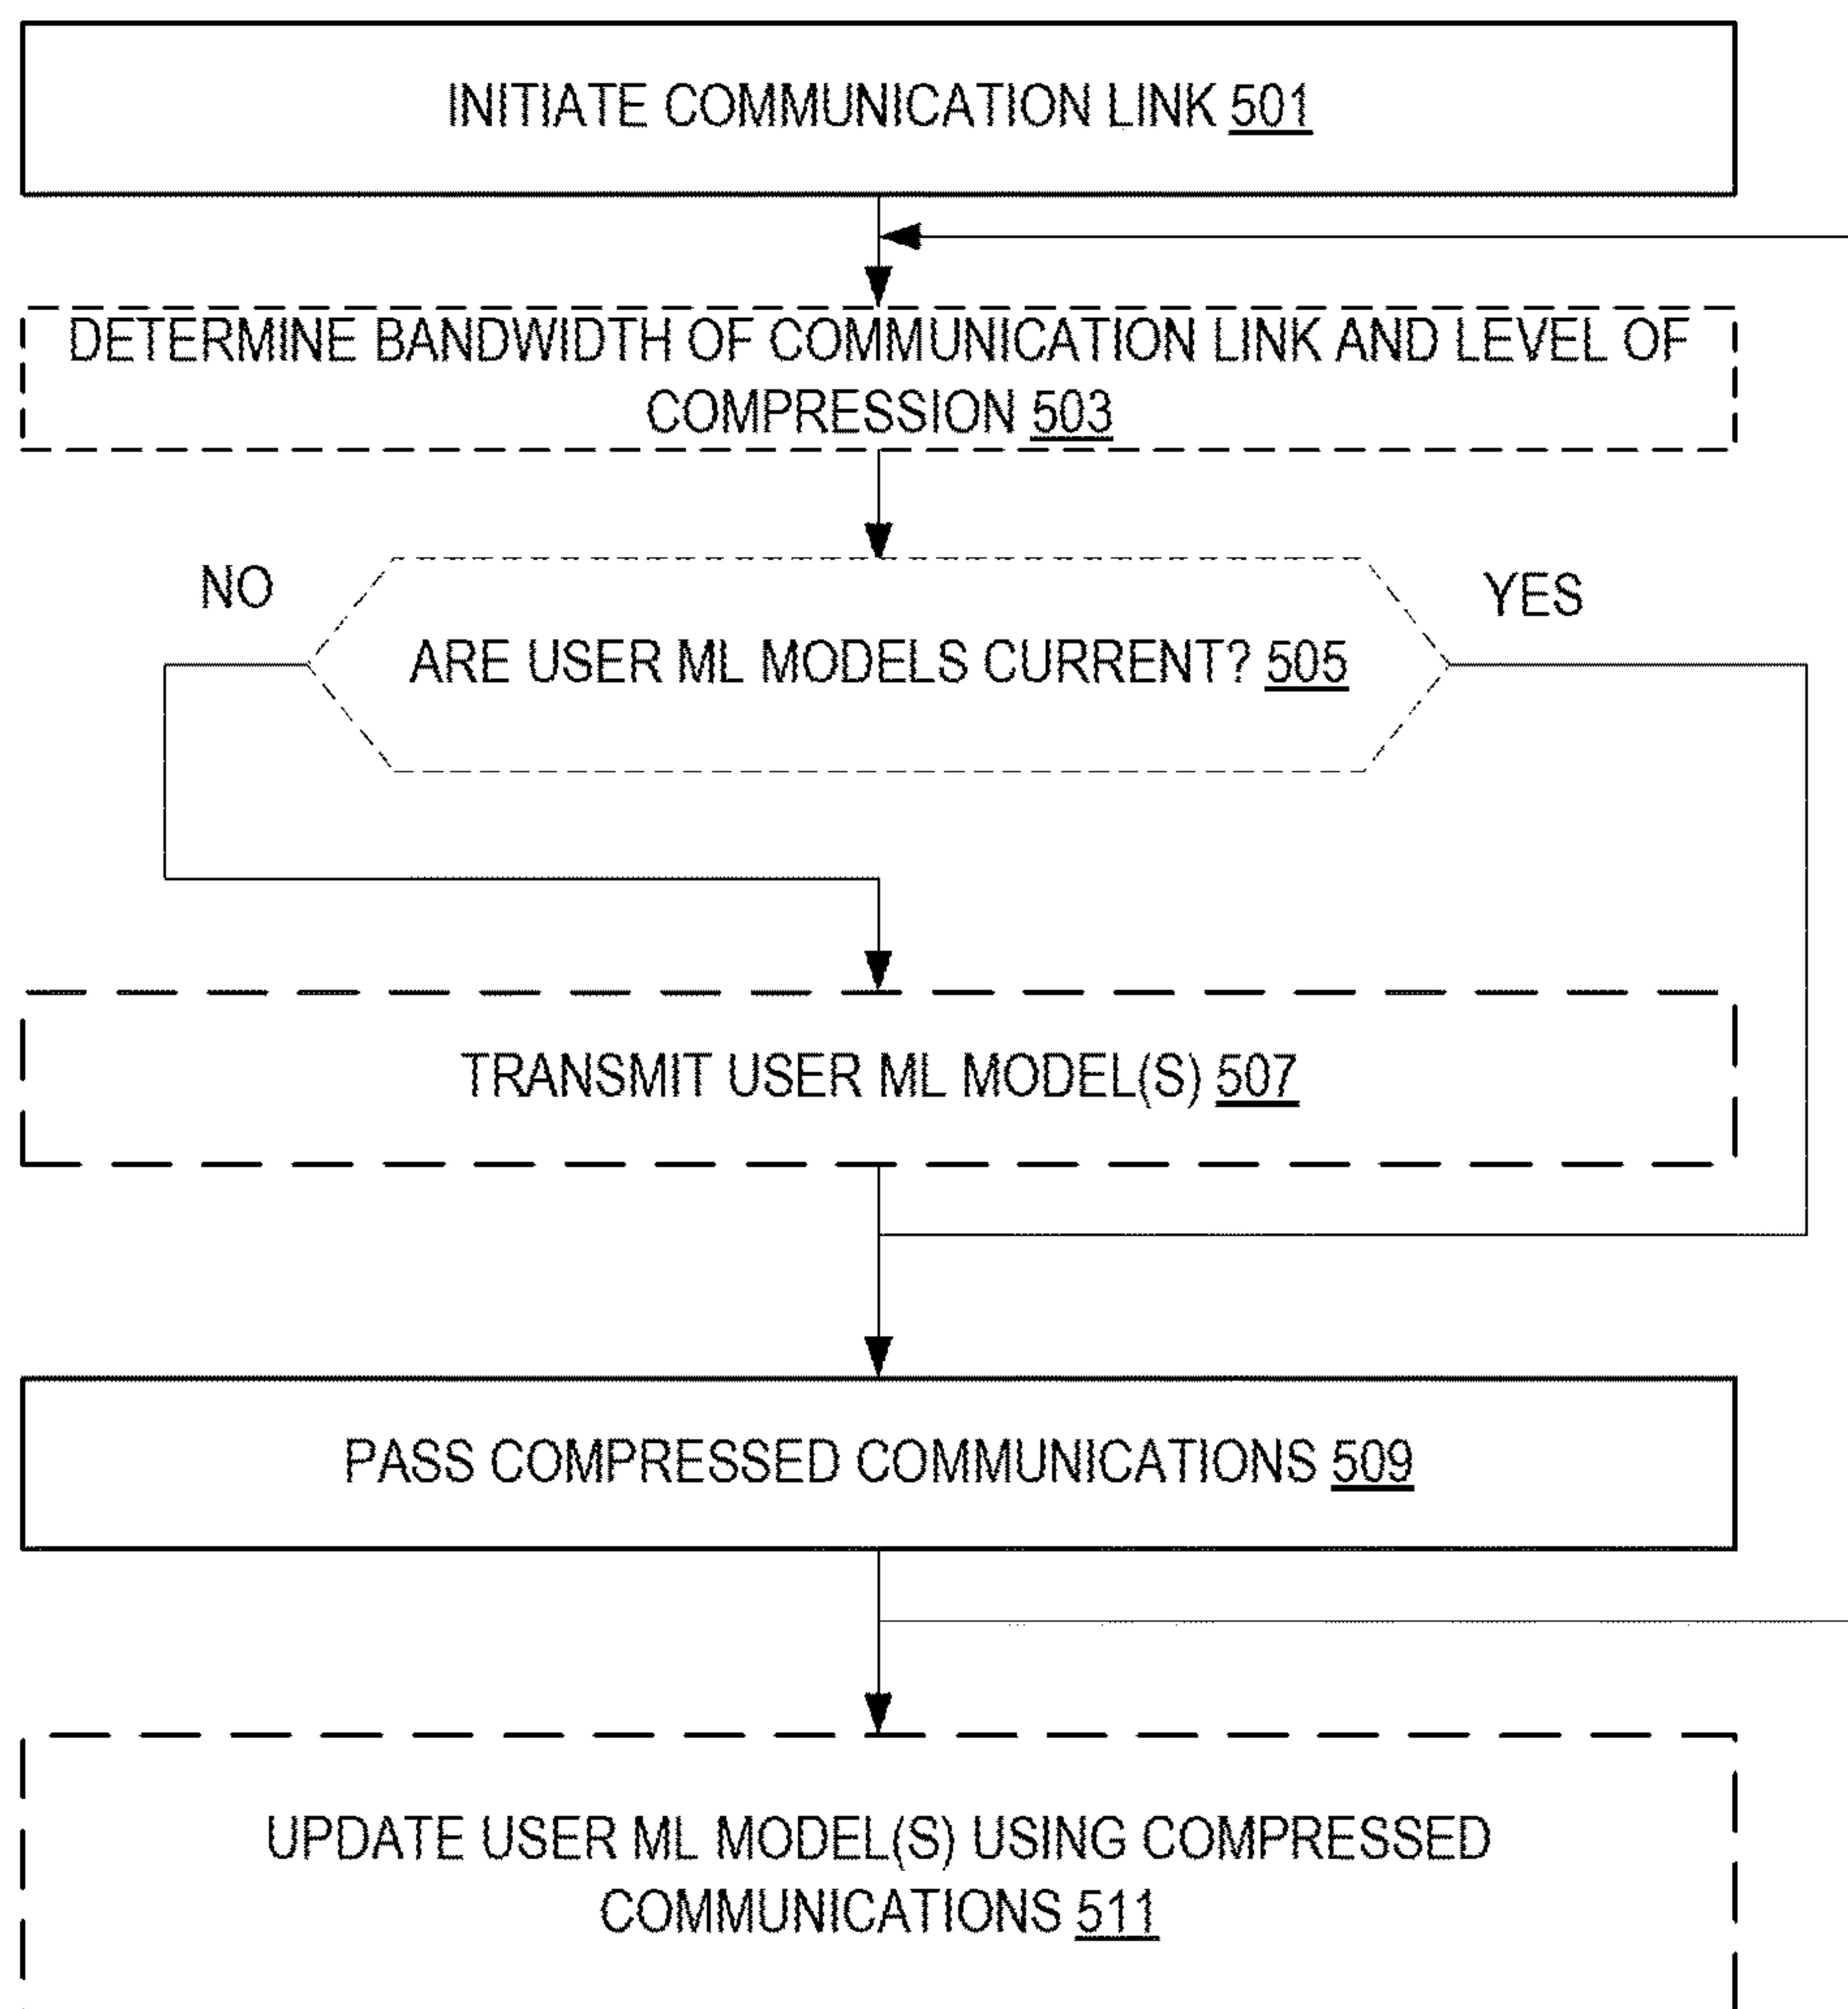 INITIATE COMMUNICATION LINK 501
DETERMINE BANDWIDTH OF COMMUNICATION LINK AND LEVEL OF
COMPRESSION 503
NO
YES
ARE USER ML MODELS CURRENT? 505
TRANSMIT USER ML MODEL(S) 507
PASS COMPRESSED COMMUNICATIONS 509
UPDATE USER ML MODEL(S) USING COMPRESSED
COMMUNICATIONS 511